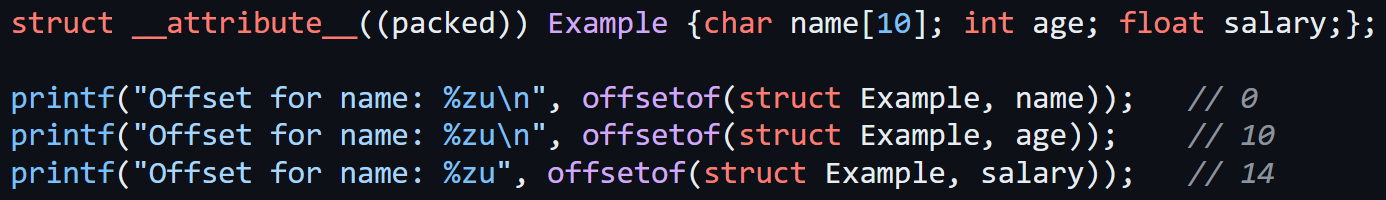 struct __attribute__((packed)) Example {char name[10]; int age; float salary;};
printf("Offset for name: %zu\n", offsetof(struct Example, name));   // 0
printf("Offset for name: %zu\n", offsetof(struct Example, age));    // 10
printf("Offset for name: %zu", offsetof(struct Example, salary));   // 14